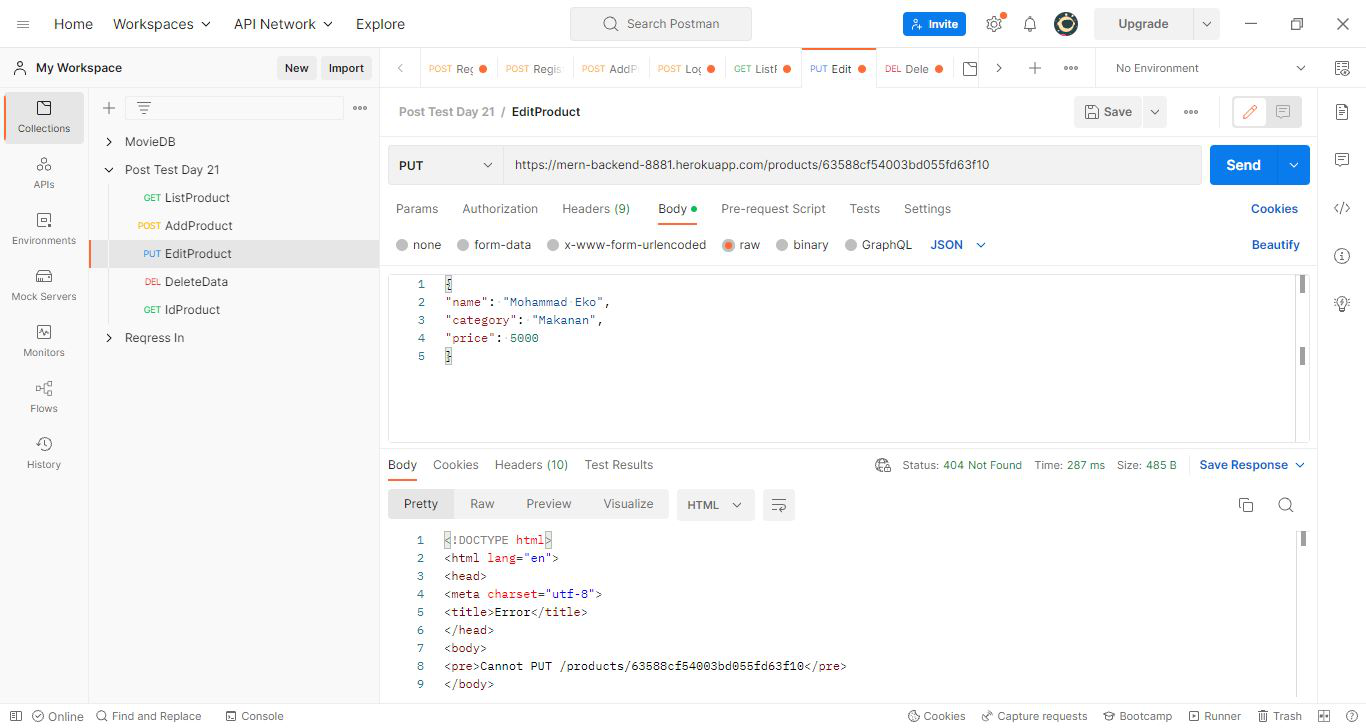 Home Workspaces API Network Explore Search Postman Invite Upgrade
My Workspace New Import POST Reg POST Regis POST AddP POST Log GET ListP PUT Edit DEL Dele No Environment
Collections
APIs
Environments
Mock Servers
Monitors
Flows
History
MovieDB
Post Test Day 21
GET ListProduct
POST AddProduct
PUT EditProduct
DEL DeleteData
GET IdProduct
Reqress In
Post Test Day 21 / EditProduct Save
PUT https://mern-backend-8881.herokuapp.com/products/63588cf54003bd055fd63f10 Send
Params Authorization Headers (9) Body Pre-request Script Tests Settings Cookies
none form-data x-www-form-urlencoded raw binary GraphQL JSON Beautify
1 {
2 "name": "Mohammad Eko",
3 "category": "Makanan",
4 "price": 5000
5 }
Body Cookies Headers (10) Test Results Status: 404 Not Found Time: 287 ms Size: 485 B Save Response
Pretty Raw Preview Visualize HTML
1 <!DOCTYPE html>
2 <html lang="en">
3 <head>
4 <meta charset="utf-8">
5 <title>Error</title>
6 </head>
7 <body>
8 <pre>Cannot PUT /products/63588cf54003bd055fd63f10</pre>
9 </body>
Online Find and Replace Console Cookies Capture requests Bootcamp Runner Trash